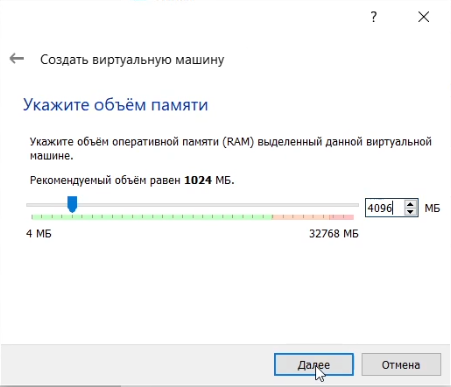 ?
Создать виртуальную машину
Укажите объём памяти
Укажите объём оперативной памяти (RAM) выделенный данной виртуальной
машине.
Рекомендуемый объём равен 1024 МБ.
4096 МБ
4 МБ 32768 МБ
Далее Отмена